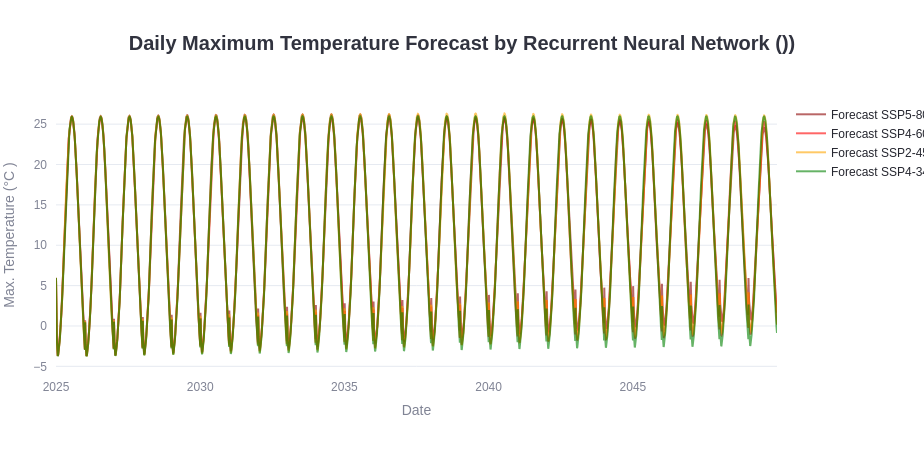 Daily Maximum Temperature Forecast by Recurrent Neural Network ())
Forecast SSP5-8
Forecast SSP4-6
Forecast SSP2-4
Forecast SSP4-3
Max. Temperature (°C )
25
20
15
10
5
0
−5
2025
2030
2035
2040
2045
Date